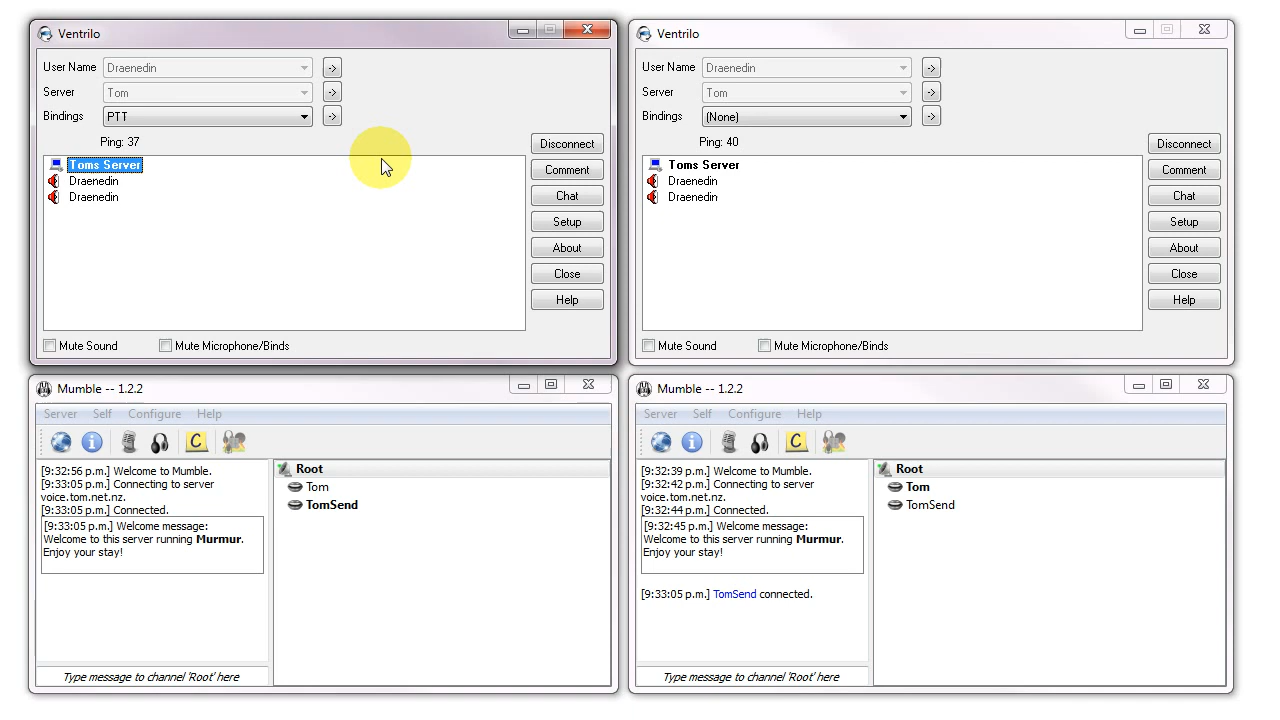 Ventrilo
User Name Draenedin ->
Server Tom ->
Bindings PTT ->
Ping: 37
Disconnect
Toms Server
Comment
Draenedin
Draenedin
Chat
Setup
About
Close
Help
Mute Sound Mute Microphone/Binds
Ventrilo
User Name Draenedin ->
Server Tom ->
Bindings (None) ->
Ping: 40
Disconnect
Toms Server
Comment
Draenedin
Draenedin
Chat
Setup
About
Close
Help
Mute Sound Mute Microphone/Binds
Mumble -- 1.2.2
Server Self Configure Help
C
[9:32:56 p.m.] Welcome to Mumble.
[9:33:05 p.m.] Connecting to server
voice.tom.net.nz.
[9:33:05 p.m.] Connected.
[9:33:05 p.m.] Welcome message:
Welcome to this server running Murmur.
Enjoy your stay!
Type message to channel 'Root' here
Root
Tom
TomSend
Mumble -- 1.2.2
Server Self Configure Help
C
[9:32:39 p.m.] Welcome to Mumble.
[9:32:42 p.m.] Connecting to server
voice.tom.net.nz.
[9:32:44 p.m.] Connected.
[9:32:45 p.m.] Welcome message:
Welcome to this server running Murmur.
Enjoy your stay!
[9:33:05 p.m.] TomSend connected.
Type message to channel 'Root' here
Root
Tom
TomSend